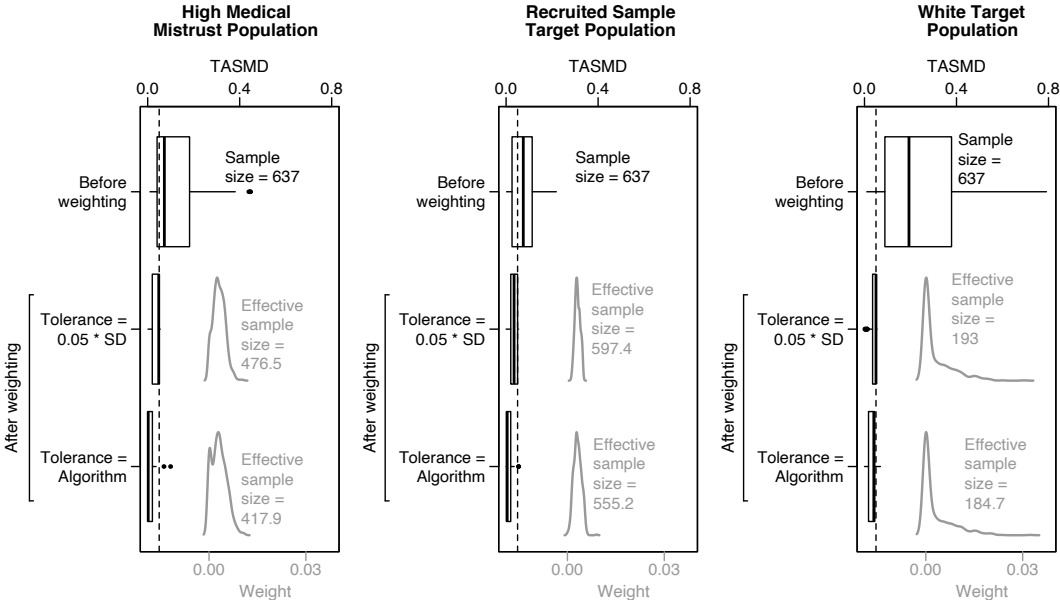 High Medical
Mistrust Population
TASMD
0.0 0.4 0.8
Before
weighting
Sample
size = 637
After weighting
Tolerance =
0.05 * SD
Effective
sample
size =
476.5
Tolerance =
Algorithm
Effective
sample
size =
417.9
0.00 0.03
Weight
Recruited Sample
Target Population
TASMD
0.0 0.4 0.8
Before
weighting
Sample
size = 637
After weighting
Tolerance =
0.05 * SD
Effective
sample
size =
597.4
Tolerance =
Algorithm
Effective
sample
size =
555.2
0.00 0.03
Weight
White Target
Population
TASMD
0.0 0.4 0.8
Before
weighting
Sample
size =
637
After weighting
Tolerance =
0.05 * SD
Effective
sample
size =
193
Tolerance =
Algorithm
Effective
sample
size =
184.7
0.00 0.03
Weight